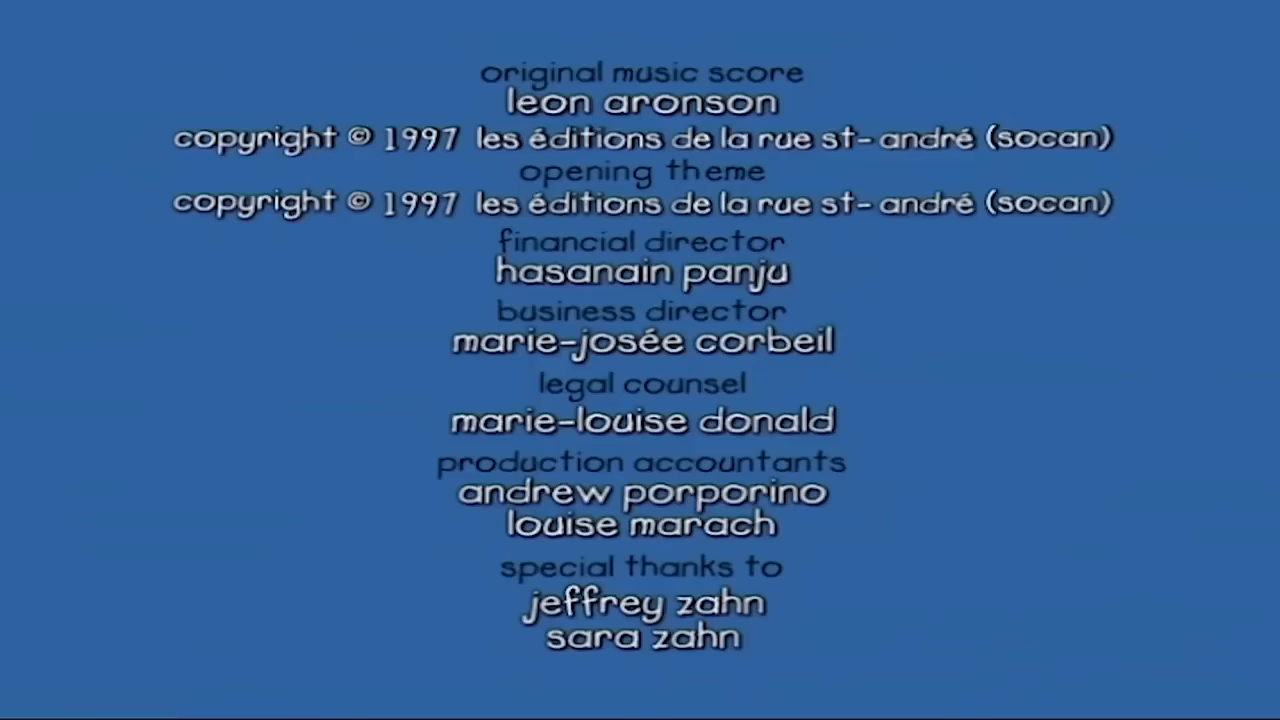 original music score
leon aronson
copyright © 1997 les éditions de la rue st-andré (socan)
opening theme
copyright © 1997 les éditions de la rue st-andré (socan)
financial director
hasanain panju
business director
marie-josée corbeil
legal counsel
marie-louise donald
production accountants
andrew porporino
louise marach
special thanks to
jeffrey zahn
sara zahn